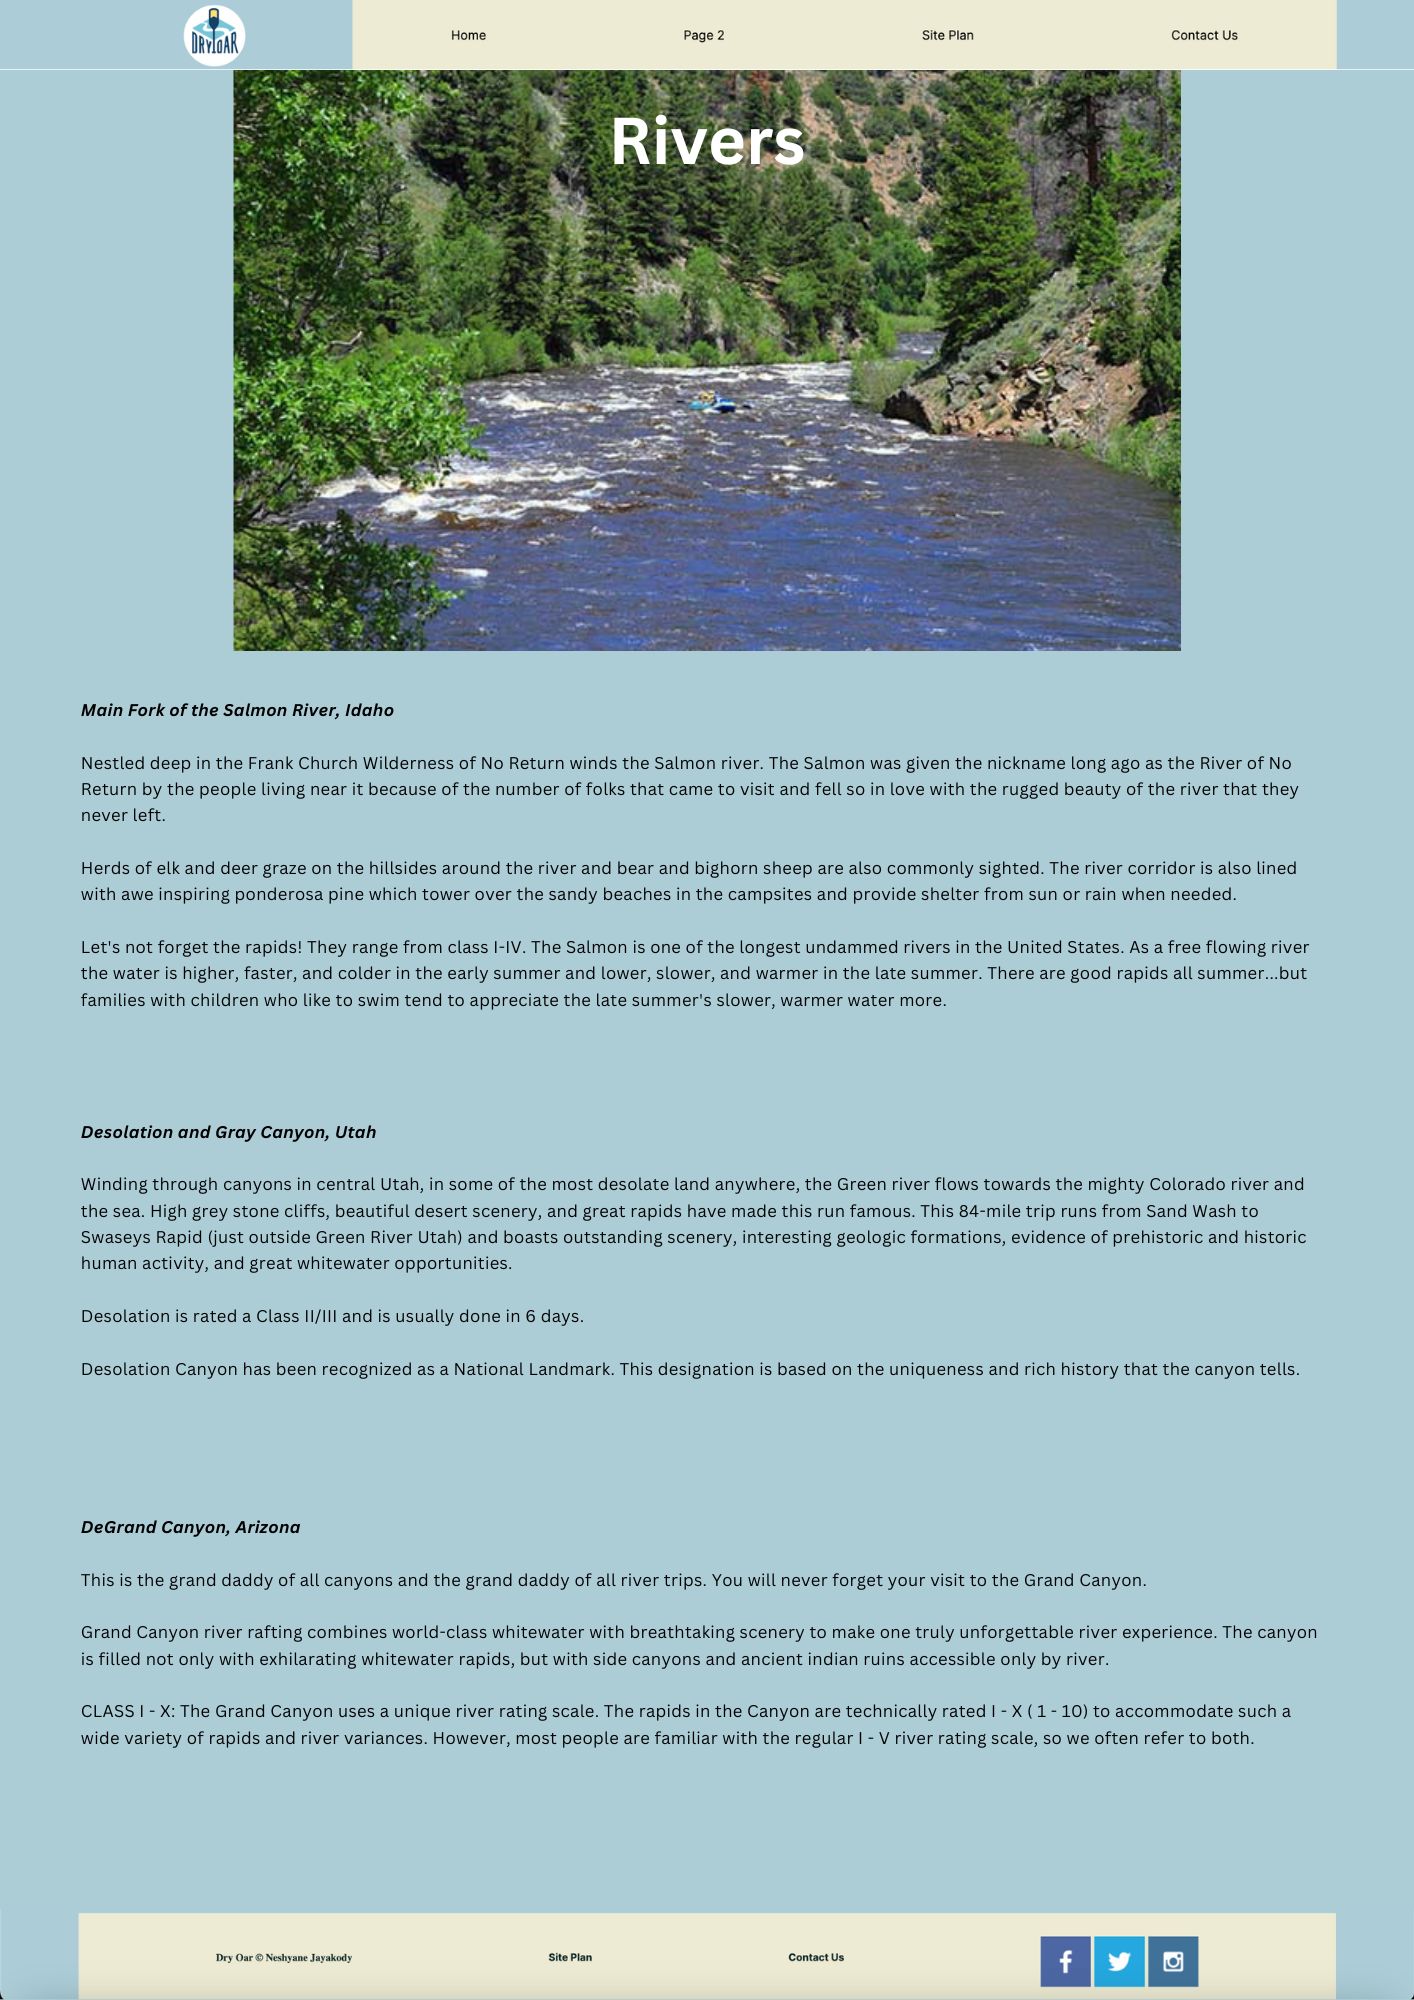 DRY OAR
Home
Page 2
Site Plan
Contact Us
Rivers
Main Fork of the Salmon River, Idaho
Nestled deep in the Frank Church Wilderness of No Return winds the Salmon river. The Salmon was given the nickname long ago as the River of No
Return by the people living near it because of the number of folks that came to visit and fell so in love with the rugged beauty of the river that they
never left.
Herds of elk and deer graze on the hillsides around the river and bear and bighorn sheep are also commonly sighted. The river corridor is also lined
with awe inspiring ponderosa pine which tower over the sandy beaches in the campsites and provide shelter from sun or rain when needed.
Let's not forget the rapids! They range from class I-IV. The Salmon is one of the longest undammed rivers in the United States. As a free flowing river
the water is higher, faster, and colder in the early summer and lower, slower, and warmer in the late summer. There are good rapids all summer...but
families with children who like to swim tend to appreciate the late summer's slower, warmer water more.
Desolation and Gray Canyon, Utah
Winding through canyons in central Utah, in some of the most desolate land anywhere, the Green river flows towards the mighty Colorado river and
the sea. High grey stone cliffs, beautiful desert scenery, and great rapids have made this run famous. This 84-mile trip runs from Sand Wash to
Swaseys Rapid (just outside Green River Utah) and boasts outstanding scenery, interesting geologic formations, evidence of prehistoric and historic
human activity, and great whitewater opportunities.
Desolation is rated a Class II/III and is usually done in 6 days.
Desolation Canyon has been recognized as a National Landmark. This designation is based on the uniqueness and rich history that the canyon tells.
DeGrand Canyon, Arizona
This is the grand daddy of all canyons and the grand daddy of all river trips. You will never forget your visit to the Grand Canyon.
Grand Canyon river rafting combines world-class whitewater with breathtaking scenery to make one truly unforgettable river experience. The canyon
is filled not only with exhilarating whitewater rapids, but with side canyons and ancient indian ruins accessible only by river.
CLASS I - X: The Grand Canyon uses a unique river rating scale. The rapids in the Canyon are technically rated I - X ( 1 - 10) to accommodate such a
wide variety of rapids and river variances. However, most people are familiar with the regular I - V river rating scale, so we often refer to both.
Dry Oar © Neshyane Jayakody
Site Plan
Contact Us